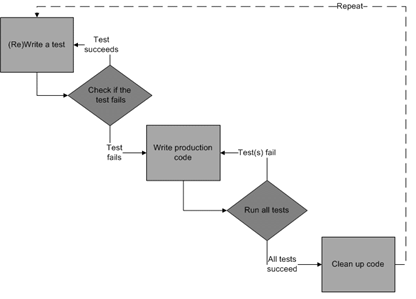 Repeat
(Re)Write a test
Test
succeeds
Check if the
test fails
Test
fails
Write production
code
Test(s) fail
Run all tests
All tests
succeed
Clean up code